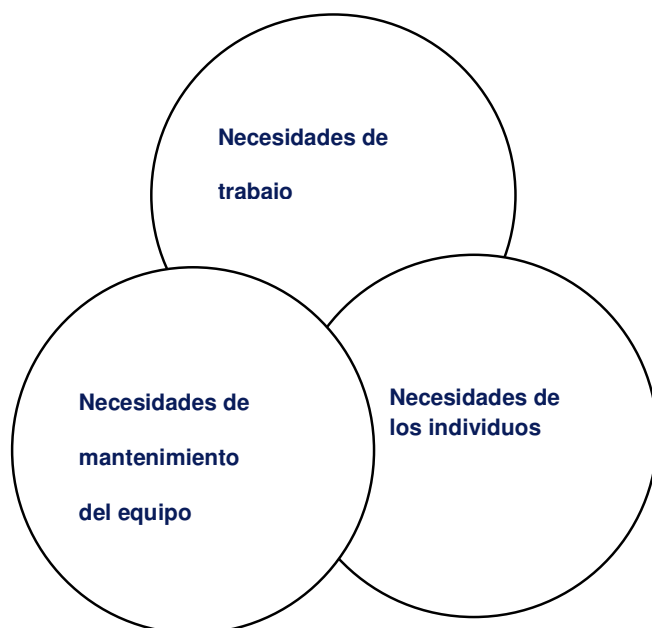 Necesidades de
trabaio
Necesidades de
mantenimiento
del equipo
Necesidades de
los individuos